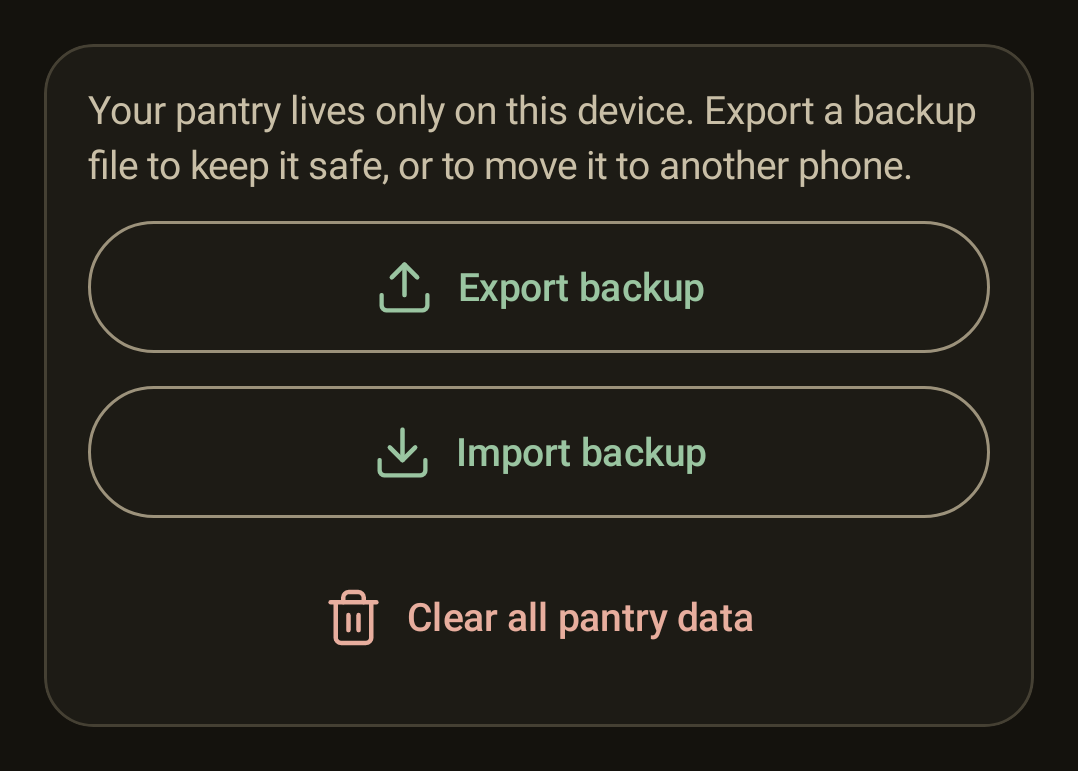 Your pantry lives only on this device. Export a backup
file to keep it safe, or to move it to another phone.
Export backup
Import backup
Clear all pantry data